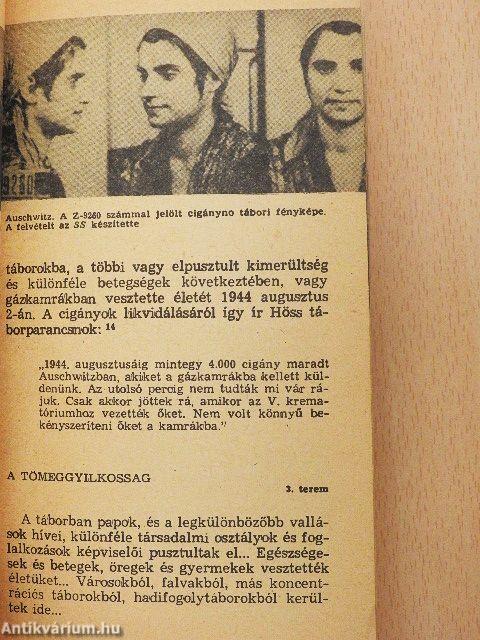 9260
Auschwitz. A Z-9260 számmal jelölt cigányno tábori fényképe.
A felvételt az SS készítette
táborokba, a többi vagy elpusztult kimerültség
és különféle betegségek következtében, vagy
gázkamrákban vesztette életét 1944 augusztus
2-án. A cigányok likvidálásáról így ír Höss tá-
borparancsnok: 14
„1944. augusztusáig mintegy 4.000 cigány maradt
Auschwitzban, akiket a gázkamrákba kellett kül-
denünk. Az utolsó percig nem tudták mi vár rá-
juk. Csak akkor jöttek rá, amikor az V. krema-
tóriumhoz vezették őket. Nem volt könnyű be-
kényszeríteni őket a kamrákba."
A TÖMEGGYILKOSSAG
3. terem
A táborban papok, és a legkülönbözőbb vallá-
sok hívei, különféle társadalmi osztályok és fog-
lalkozások képviselői pusztultak el... Egészsége-
sek és betegek, öregek és gyermekek vesztették
életüket... Városokból, falvakból, más koncent-
rációs táborokból, hadifogolytáborokból kerül-
tek ide...
Antikvárium.hu